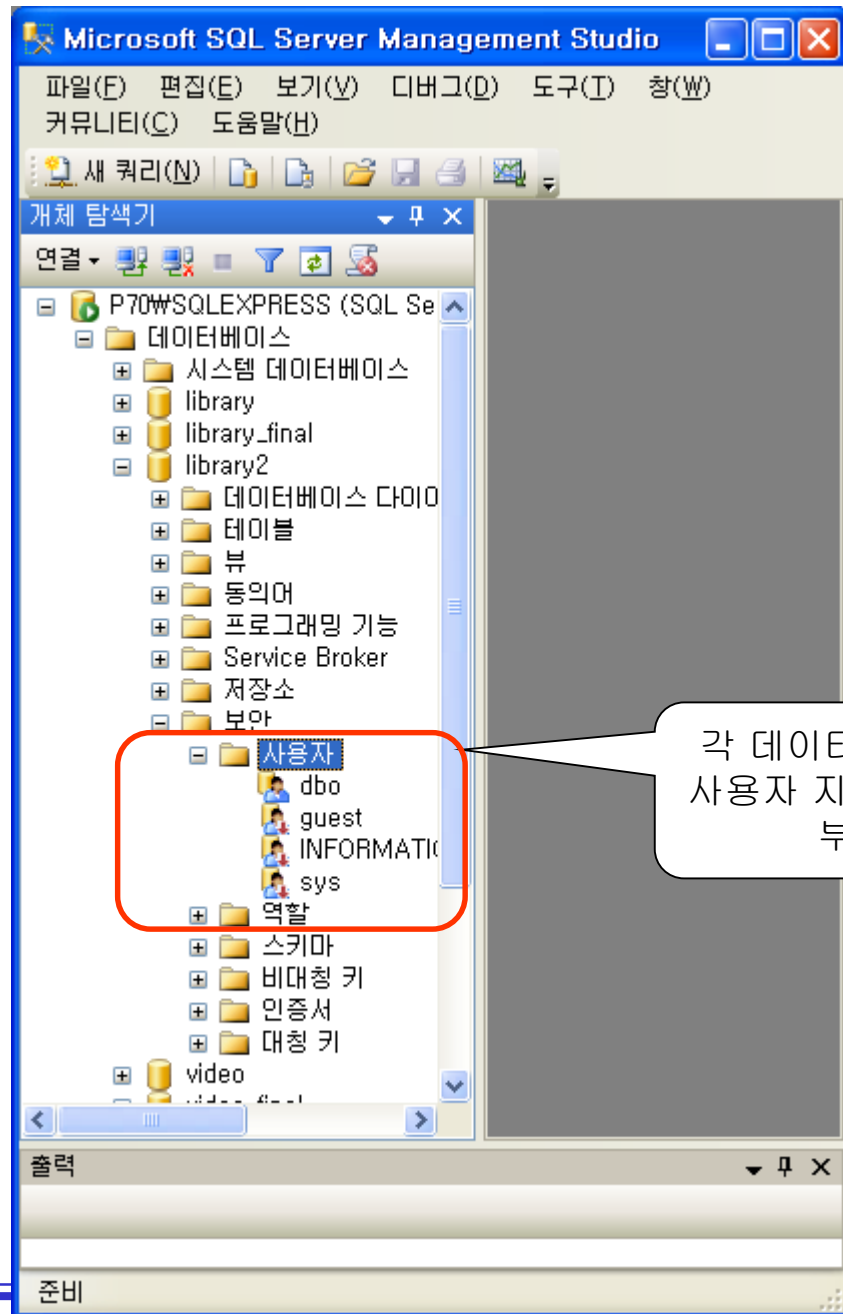 Microsoft SQL Server Management Studio
파일(F) 편집(E) 보기(V) 디버그(D) 도구(T) 창(W)
커뮤니티(C) 도움말(H)
새 쿼리(N)
개체 탐색기
연결
P70₩SQLEXPRESS (SQL Se
데이터베이스
시스템 데이터베이스
library
library_final
library2
데이터베이스 다이어
테이블
뷰
동의어
프로그래밍 기능
Service Broker
저장소
보안
사용자
dbo
guest
INFORMATIO
sys
역할
스키마
비대칭 키
인증서
대칭 키
video
video_final
각 데이터
사용자 지
부
출력
준비